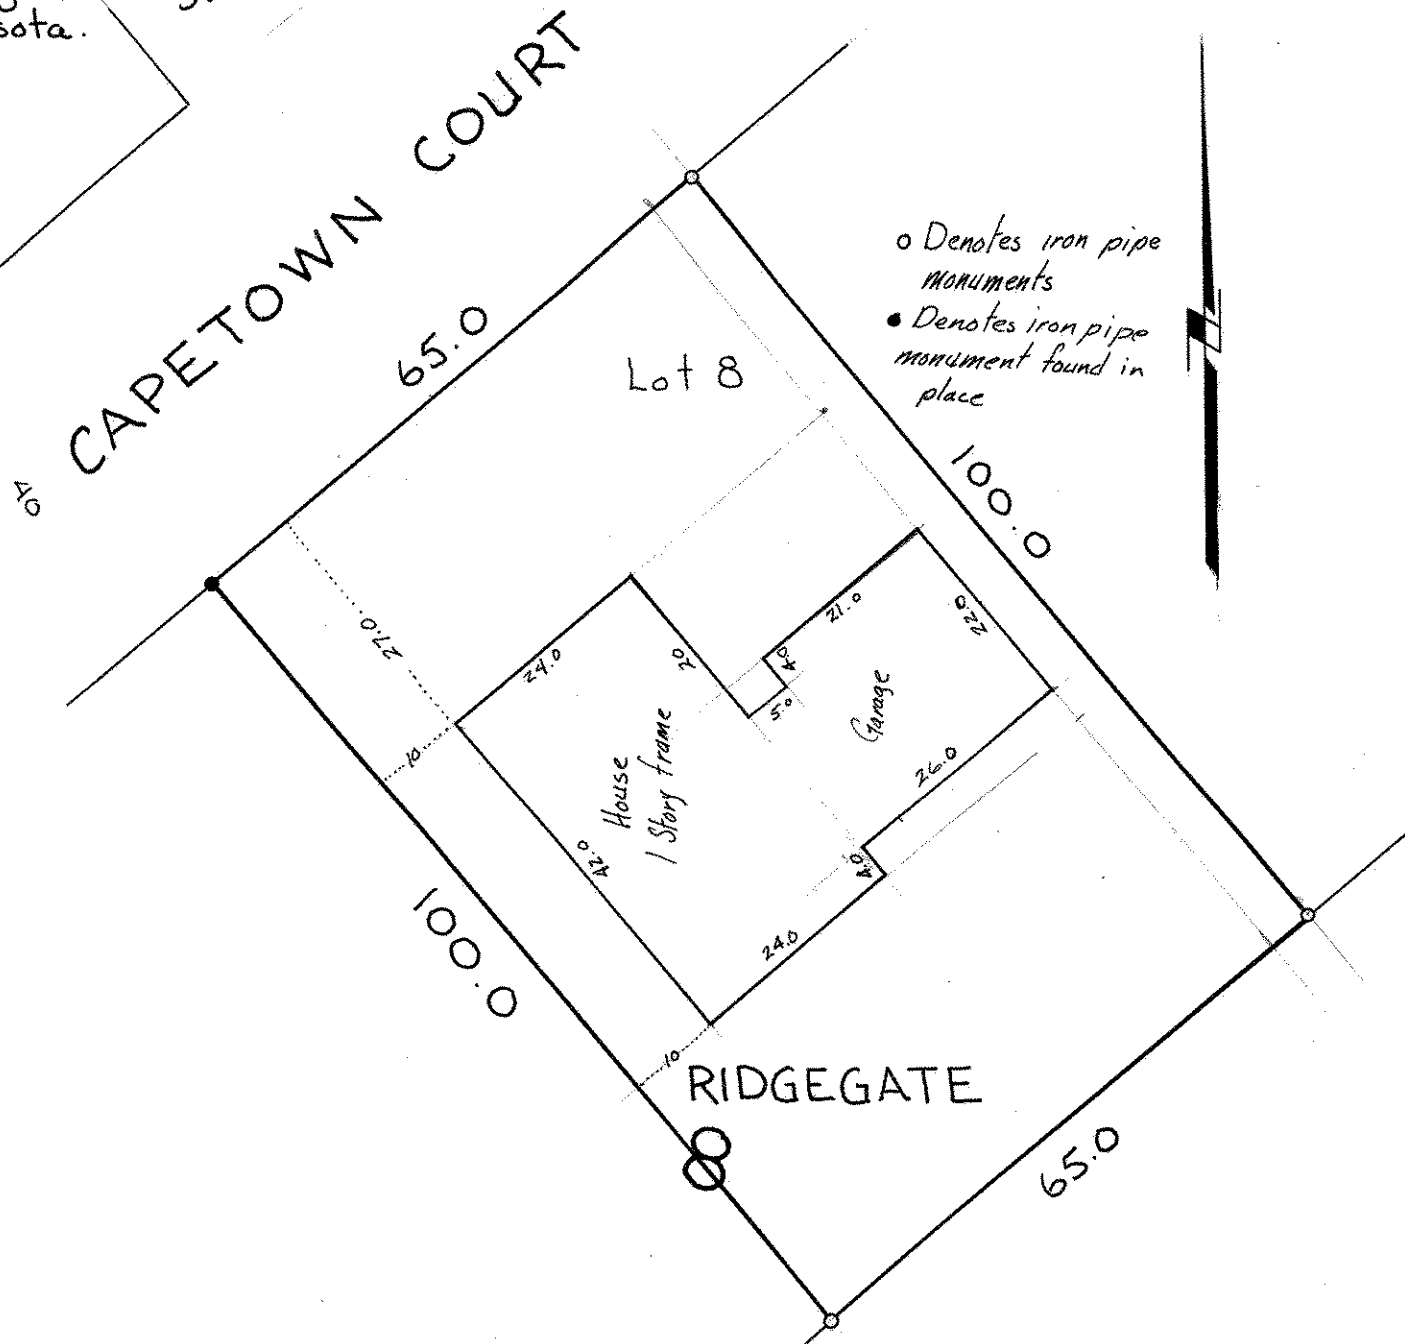 sota.
CAPETOWN COURT
40
65.0
Lot 8
o Denotes iron pipe
monuments
• Denotes iron pipe
monument found in
place
100.0
27.0
10
24.0
20
5.0
4.0
21.0
22.0
Garage
House
1 Story frame
42.0
26.0
4.0
24.0
10
100.0
RIDGEGATE
8
65.0